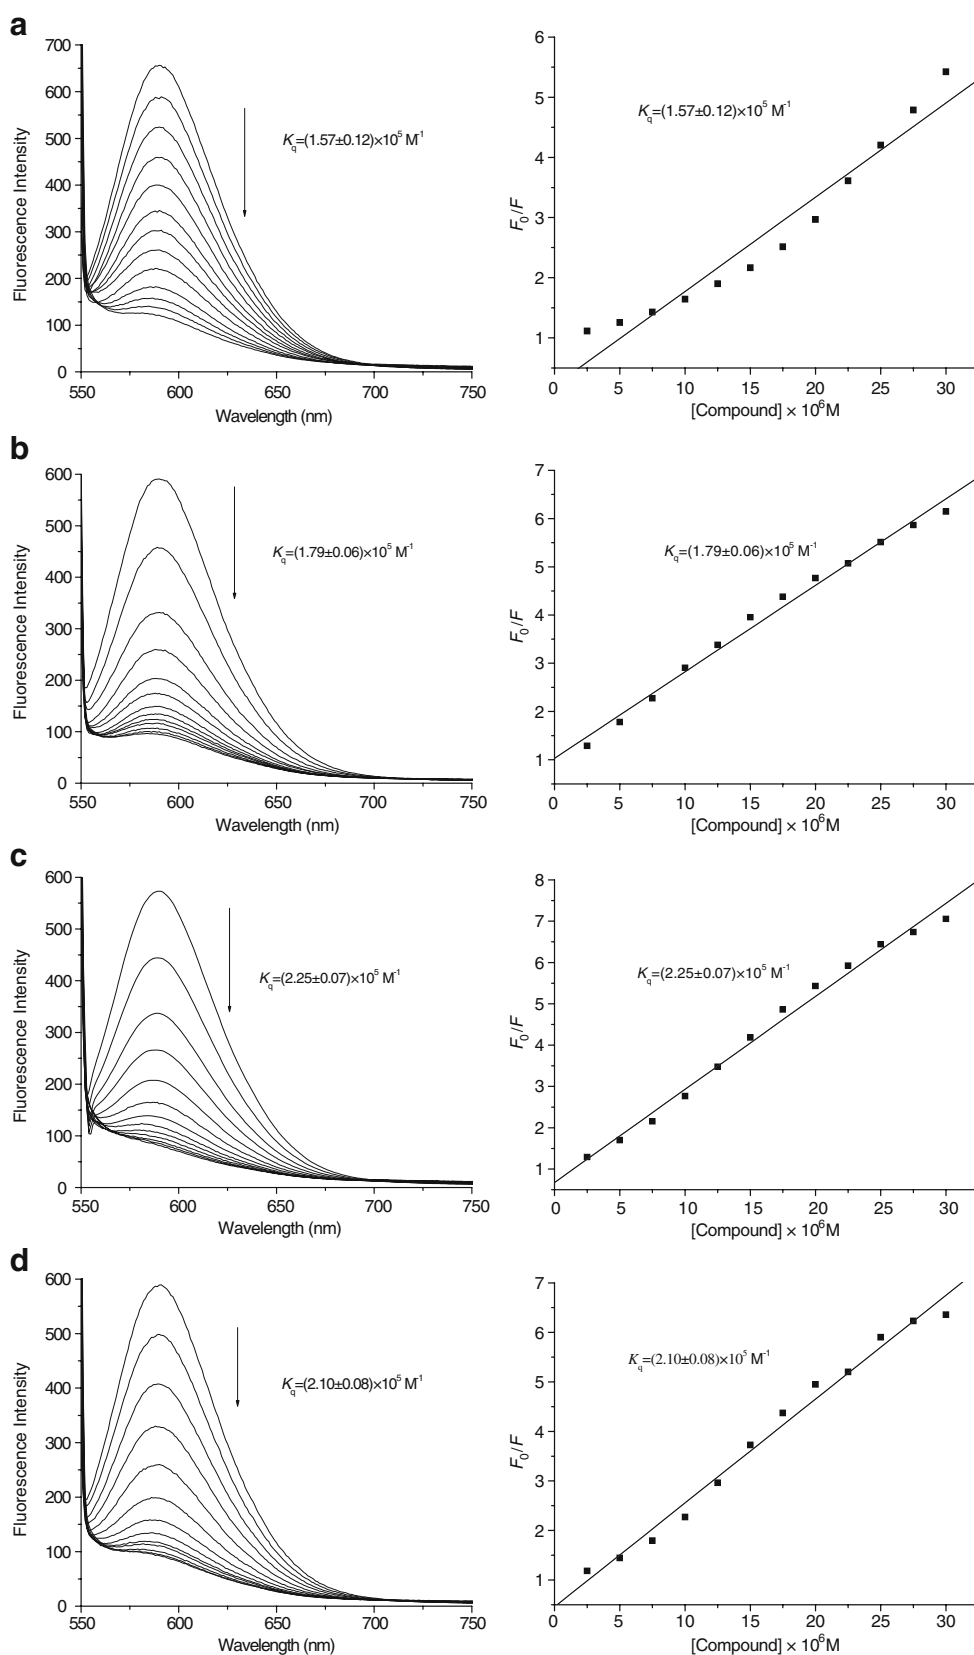 a
700
600
500
400
300
200
100
0
Fluorescence Intensity
Kq=(1.57±0.12)×10⁵ M⁻¹
550 600 650 700 750
Wavelength (nm)
6
5
4
3
2
1
F₀/F
Kq=(1.57±0.12)×10⁵ M⁻¹
0 5 10 15 20 25 30
[Compound] × 10⁶M
b
600
500
400
300
200
100
0
Fluorescence Intensity
Kq=(1.79±0.06)×10⁵ M⁻¹
550 600 650 700 750
Wavelength (nm)
7
6
5
4
3
2
1
F₀/F
Kq=(1.79±0.06)×10⁵ M⁻¹
0 5 10 15 20 25 30
[Compound] × 10⁶M
c
600
500
400
300
200
100
0
Fluorescence Intensity
Kq=(2.25±0.07)×10⁵ M⁻¹
550 600 650 700 750
Wavelength (nm)
8
7
6
5
4
3
2
1
F₀/F
Kq=(2.25±0.07)×10⁵ M⁻¹
0 5 10 15 20 25 30
[Compound] × 10⁶M
d
600
500
400
300
200
100
0
Fluorescence Intensity
Kq=(2.10±0.08)×10⁵ M⁻¹
550 600 650 700 750
Wavelength (nm)
7
6
5
4
3
2
1
F₀/F
Kq=(2.10±0.08)×10⁵ M⁻¹
0 5 10 15 20 25 30
[Compound] × 10⁶M